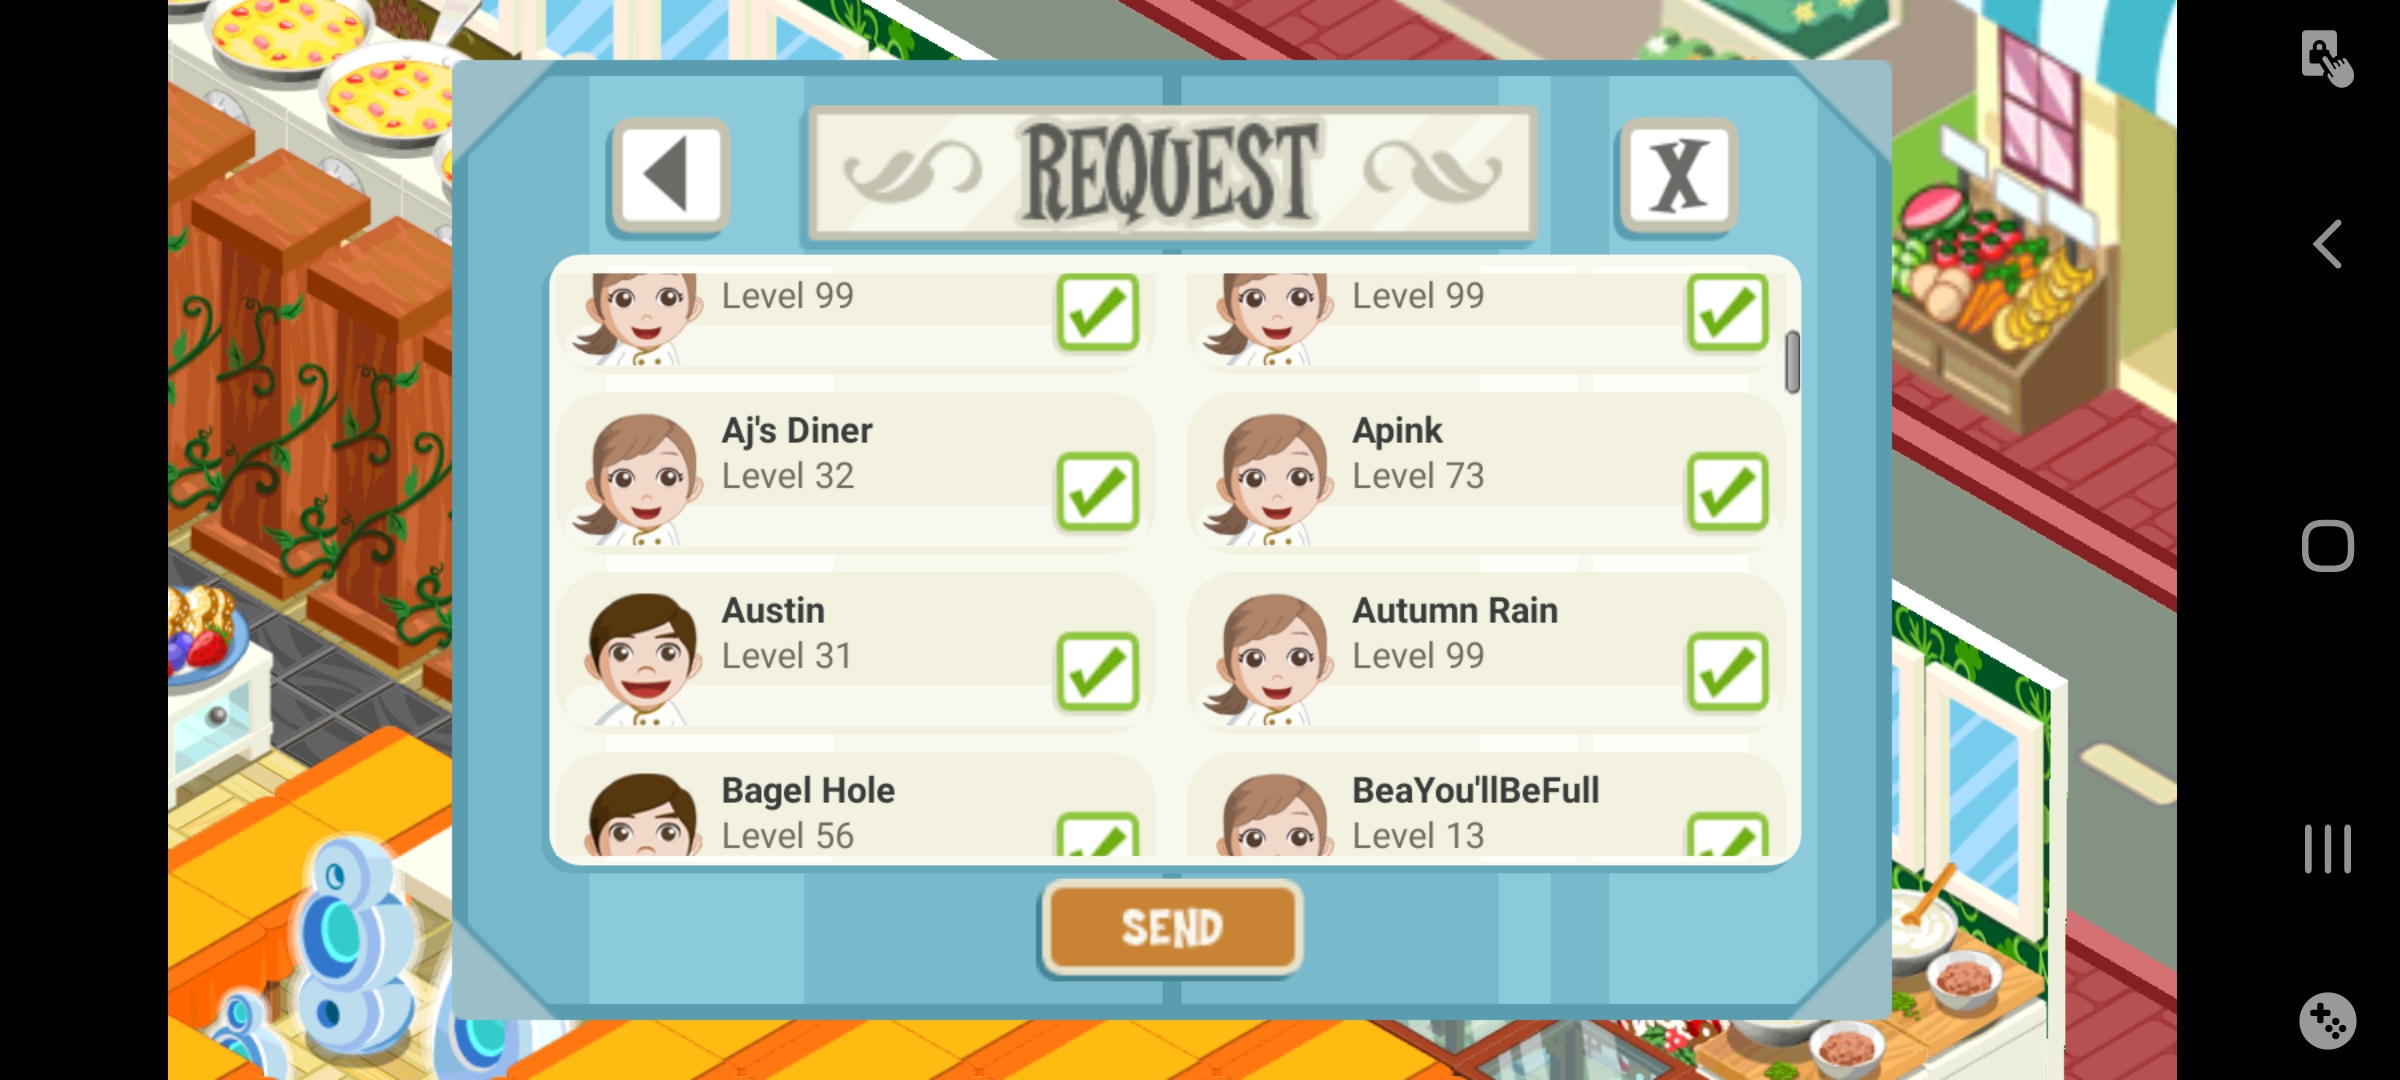 REQUEST
X
Level 99
Level 99
Aj's Diner
Level 32
Apink
Level 73
Austin
Level 31
Autumn Rain
Level 99
Bagel Hole
Level 56
BeaYou'llBeFull
Level 13
SEND